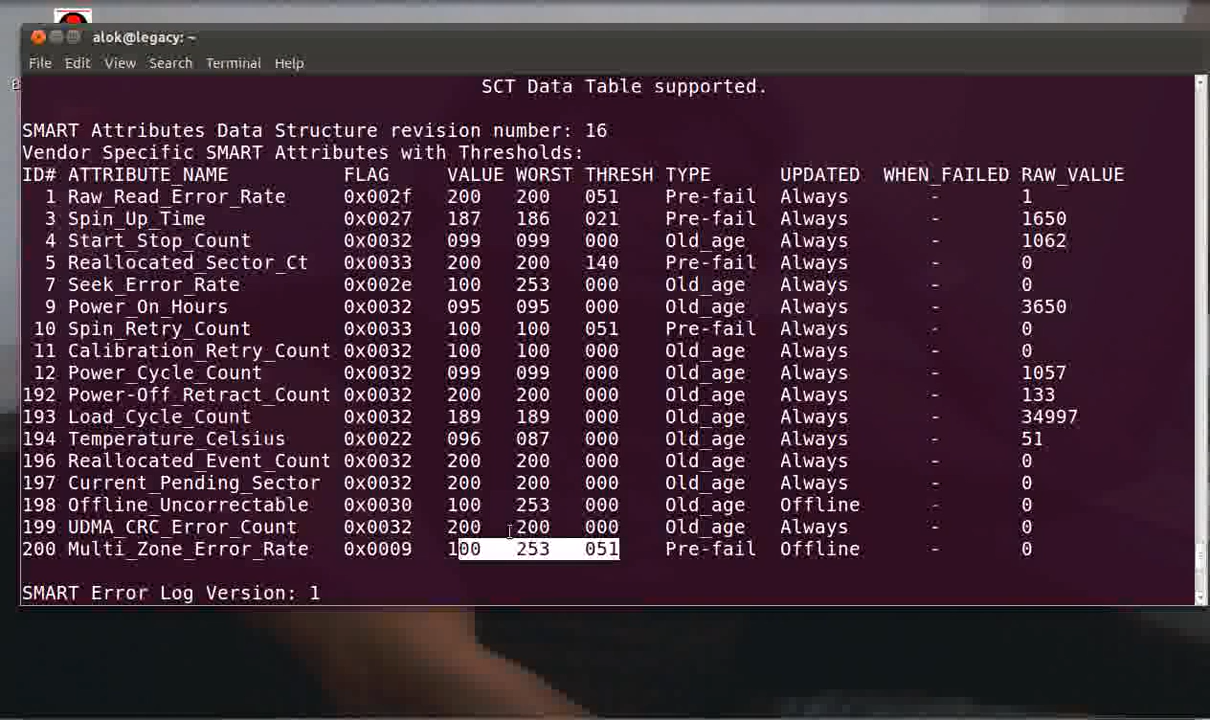 alok@legacy: ~
File Edit View Search Terminal Help
SCT Data Table supported.
SMART Attributes Data Structure revision number: 16
Vendor Specific SMART Attributes with Thresholds:
ID# ATTRIBUTE_NAME FLAG VALUE WORST THRESH TYPE UPDATED WHEN_FAILED RAW_VALUE
1 Raw_Read_Error_Rate 0x002f 200 200 051 Pre-fail Always - 1
3 Spin_Up_Time 0x0027 187 186 021 Pre-fail Always - 1650
4 Start_Stop_Count 0x0032 099 099 000 Old_age Always - 1062
5 Reallocated_Sector_Ct 0x0033 200 200 140 Pre-fail Always - 0
7 Seek_Error_Rate 0x002e 100 253 000 Old_age Always - 0
9 Power_On_Hours 0x0032 095 095 000 Old_age Always - 3650
10 Spin_Retry_Count 0x0033 100 100 051 Pre-fail Always - 0
11 Calibration_Retry_Count 0x0032 100 100 000 Old_age Always - 0
12 Power_Cycle_Count 0x0032 099 099 000 Old_age Always - 1057
192 Power-Off_Retract_Count 0x0032 200 200 000 Old_age Always - 133
193 Load_Cycle_Count 0x0032 189 189 000 Old_age Always - 34997
194 Temperature_Celsius 0x0022 096 087 000 Old_age Always - 51
196 Reallocated_Event_Count 0x0032 200 200 000 Old_age Always - 0
197 Current_Pending_Sector 0x0032 200 200 000 Old_age Always - 0
198 Offline_Uncorrectable 0x0030 100 253 000 Old_age Offline - 0
199 UDMA_CRC_Error_Count 0x0032 200 200 000 Old_age Always - 0
200 Multi_Zone_Error_Rate 0x0009 100 253 051 Pre-fail Offline - 0
SMART Error Log Version: 1